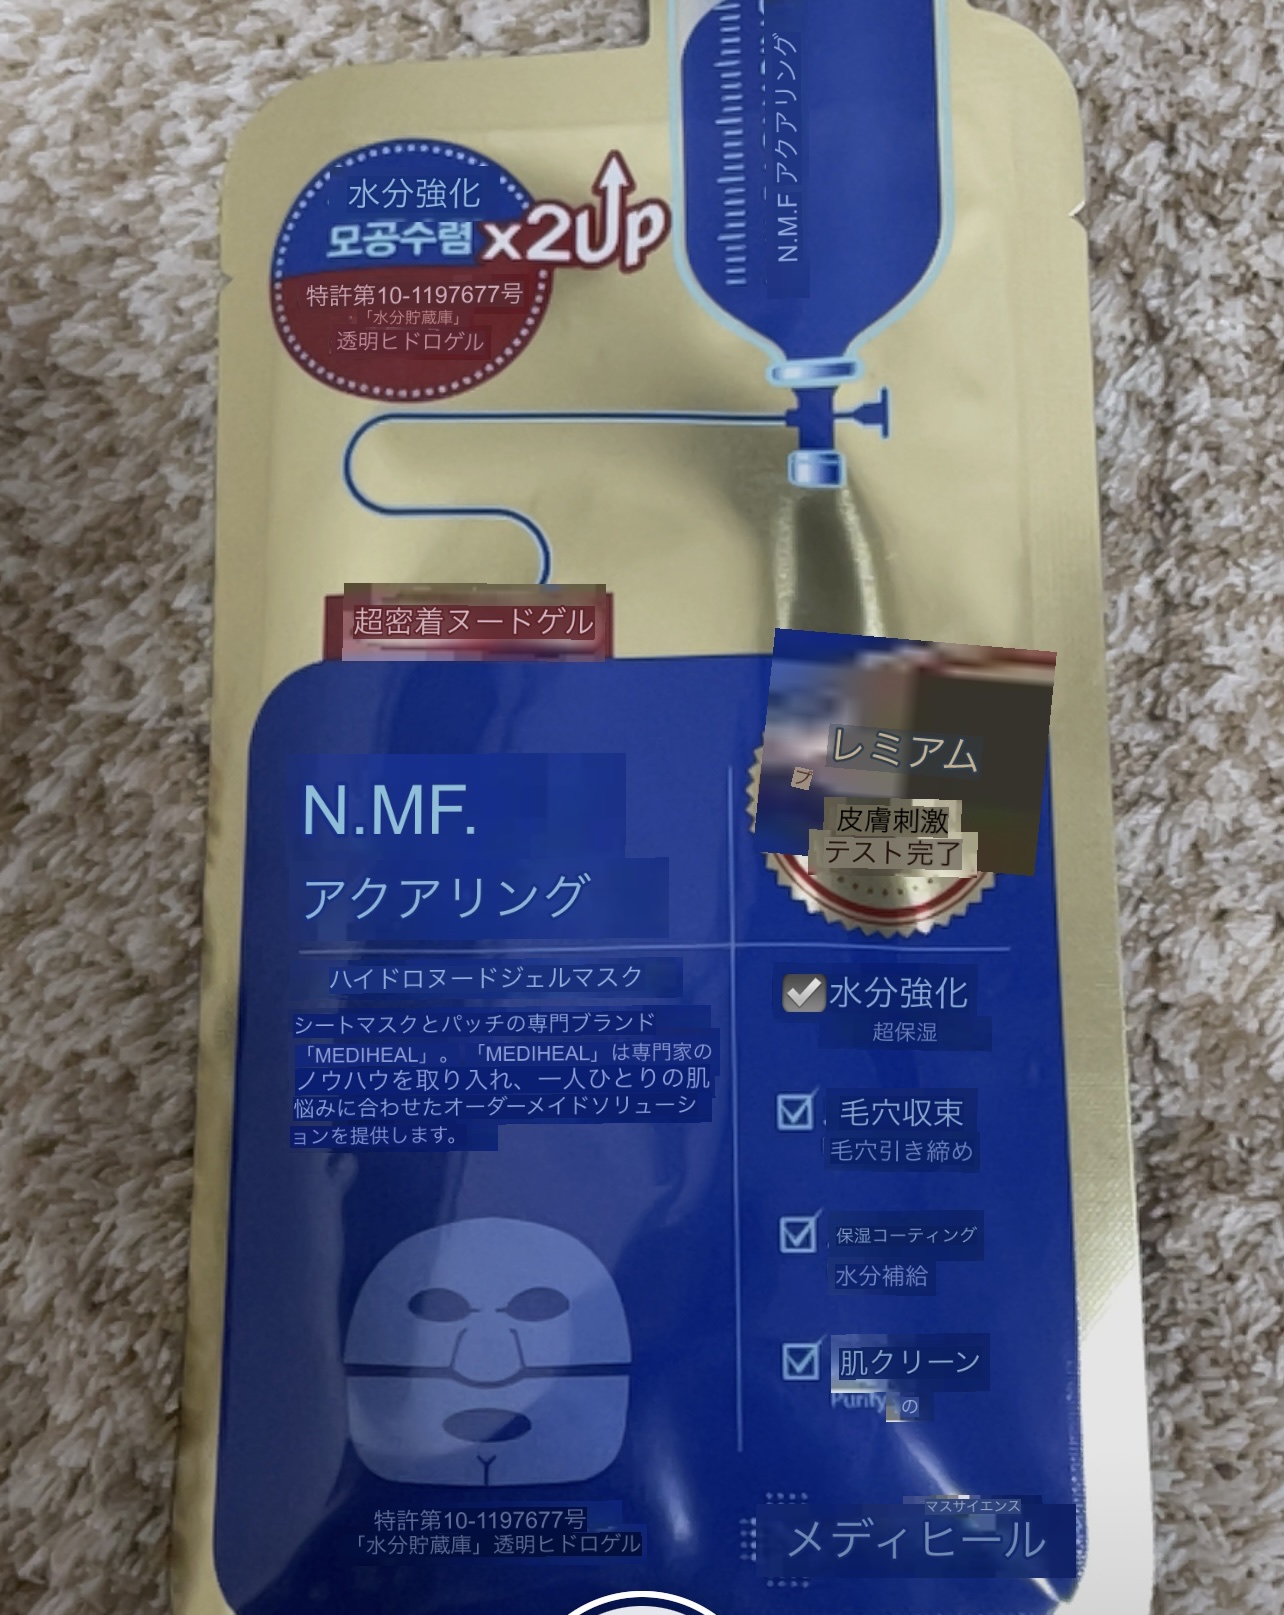 N.M.F アクアリング
水分強化
모공수렴 x2Up
特許第10-1197677号
「水分貯蔵庫」
透明ヒドロゲル
超密着ヌードゲル
プ
レミアム
皮膚刺激
テスト完了
N.MF.
アクアリング
ハイドロヌードジェルマスク
シートマスクとパッチの専門ブランド
「MEDIHEAL」。「MEDIHEAL」は専門家の
ノウハウを取り入れ、一人ひとりの肌
悩みに合わせたオーダーメイドソリューシ
ョンを提供します。
水分強化
超保湿
毛穴収束
毛穴引き締め
保湿コーティング
水分補給
肌クリーン
Purity の
特許第10-1197677号
「水分貯蔵庫」透明ヒドロゲル
マスサイエンス
メディヒール